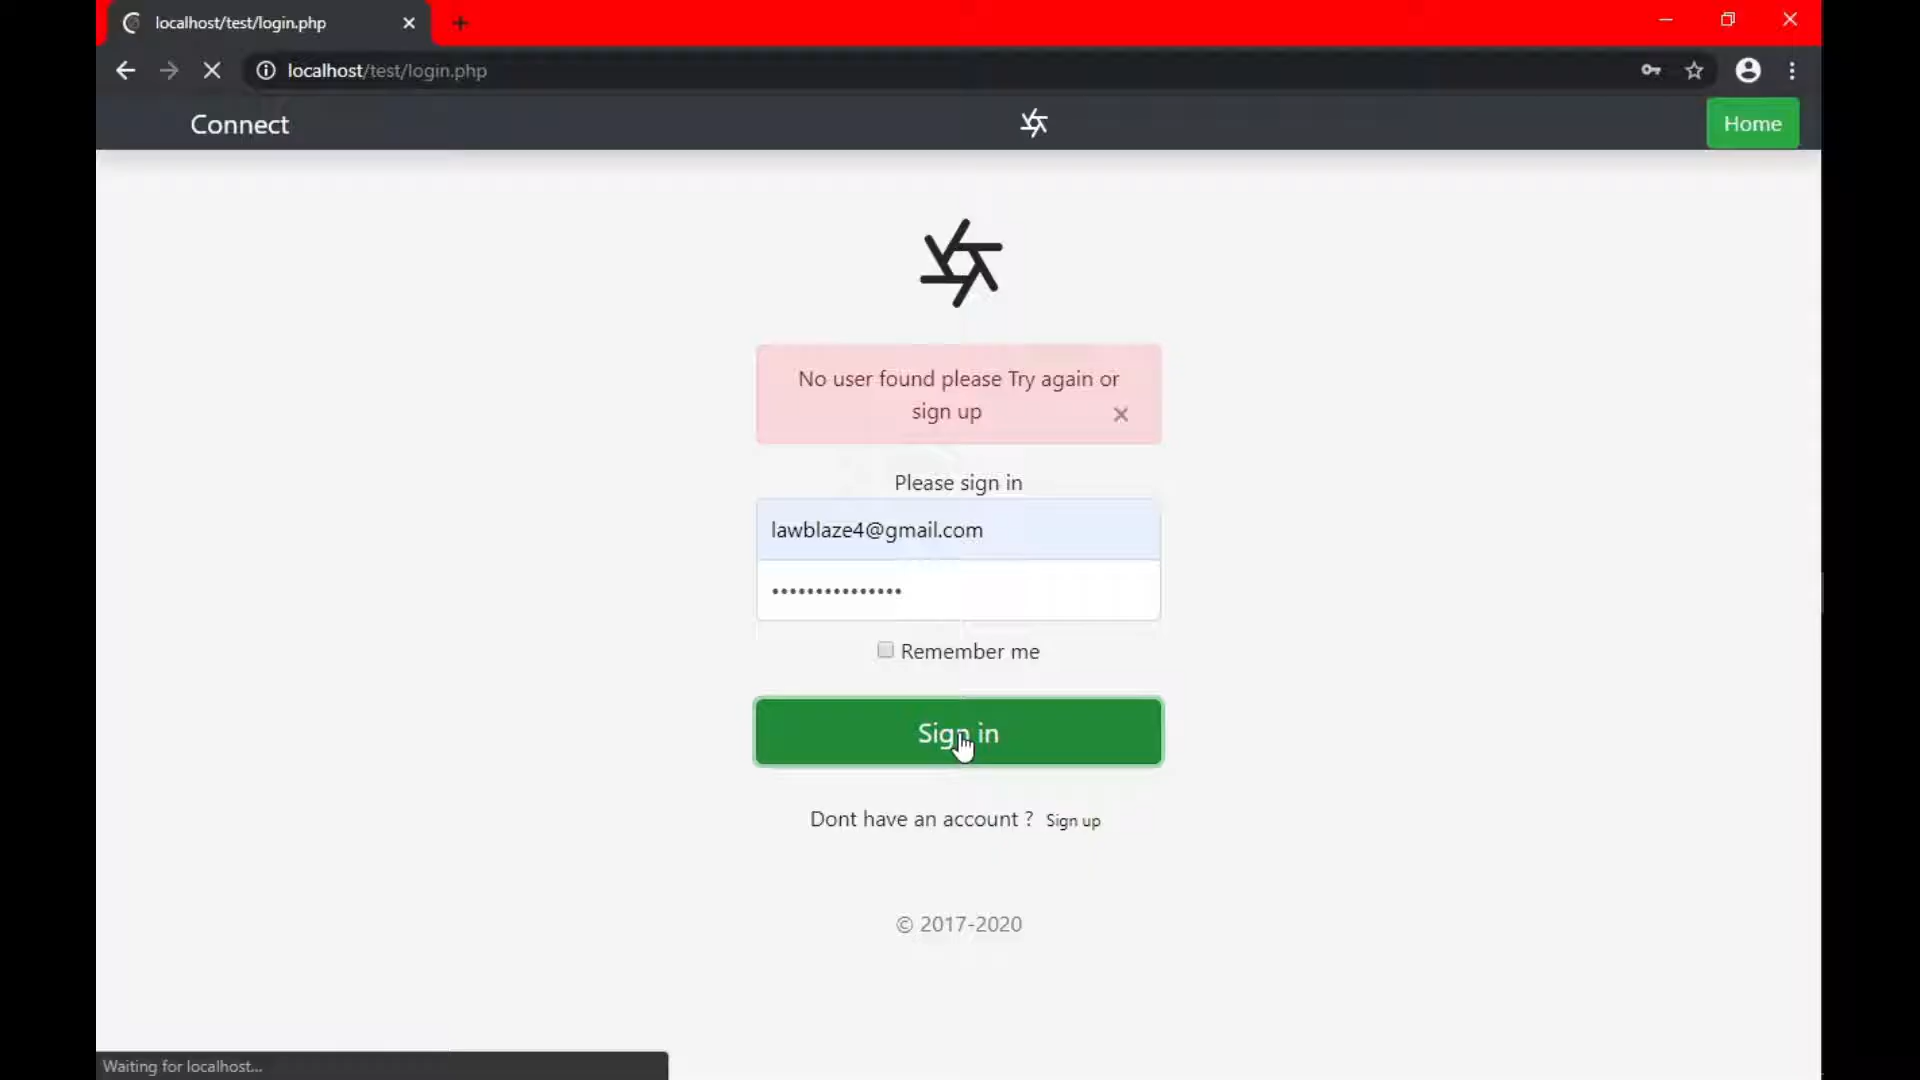 localhost/test/login.php
localhost/test/login.php
Connect
Home
No user found please Try again or
sign up
Please sign in
lawblaze4@gmail.com
•••••••••••••••
Remember me
Sign in
Dont have an account ? Sign up
© 2017-2020
Waiting for localhost...